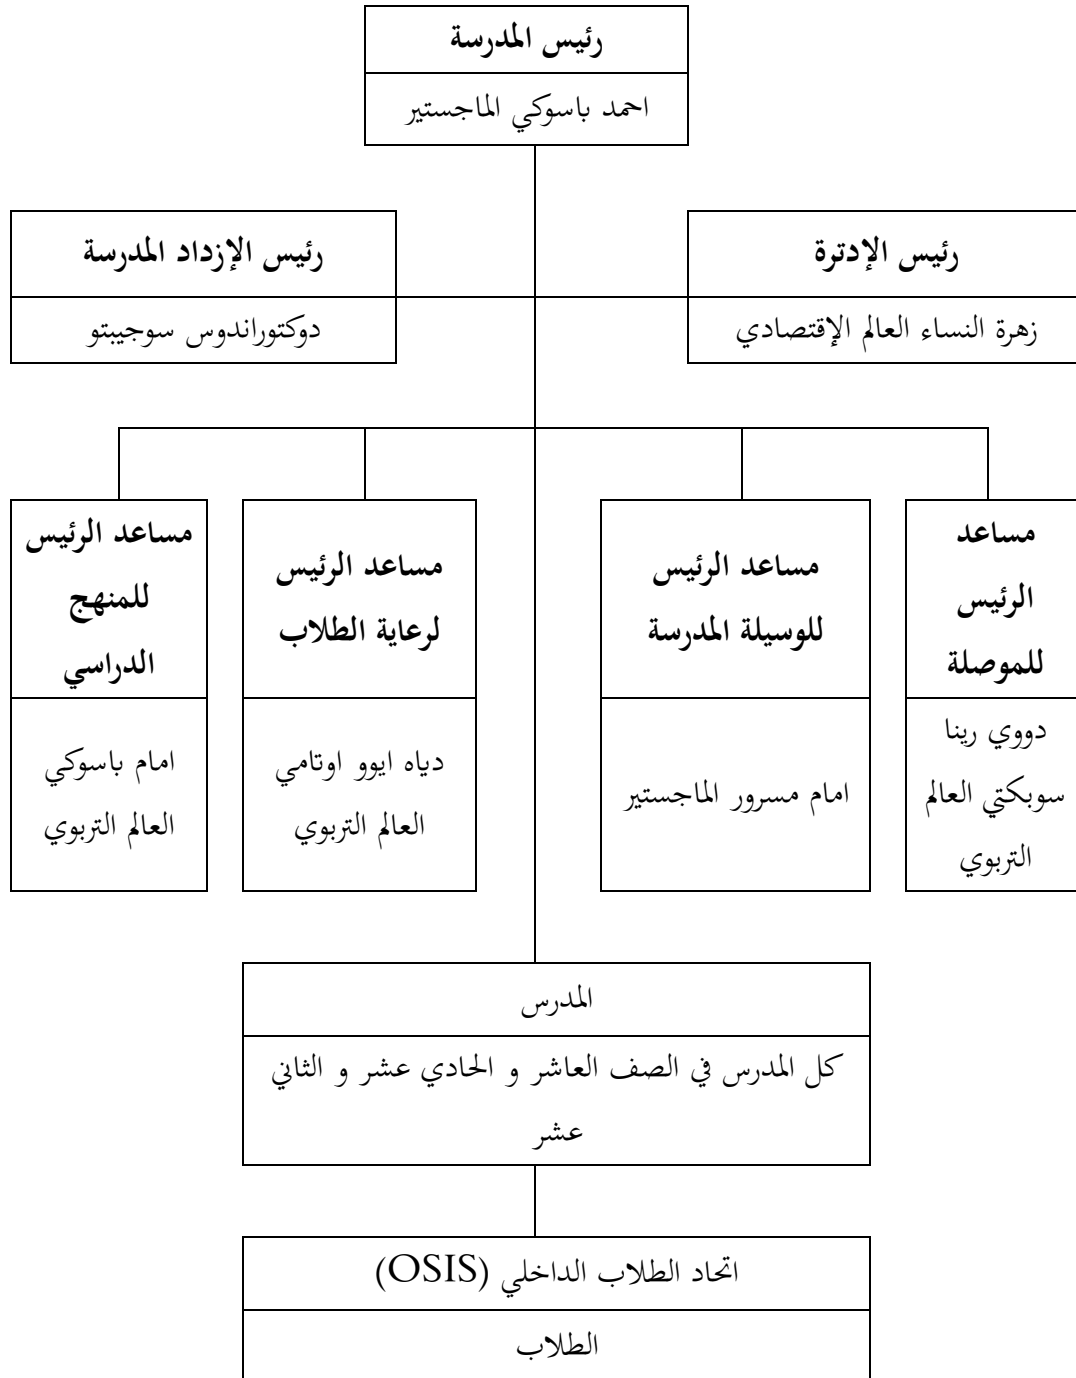 رئيس المدرسة
احمد باسوكي الماجستير
رئيس الإدترة
زهرة النساء العالم الإقتصادي
رئيس الإزداد المدرسة
دوكتوراندوس سوجيبتو
مساعد
الرئيس
للموصلة
دووي رينا
سوبكتي العالم
التربوي
مساعد الرئيس
للوسيلة المدرسة
امام مسرور الماجستير
مساعد الرئيس
لرعاية الطلاب
دياه ايوو اوتامي
العالم التربوي
مساعد الرئيس
للمنهج
الدراسي
امام باسوكي
العالم التربوي
المدرس
كل المدرس في الصف العاشر و الحادي عشر و الثاني
عشر
اتحاد الطلاب الداخلي (OSIS)
الطلاب